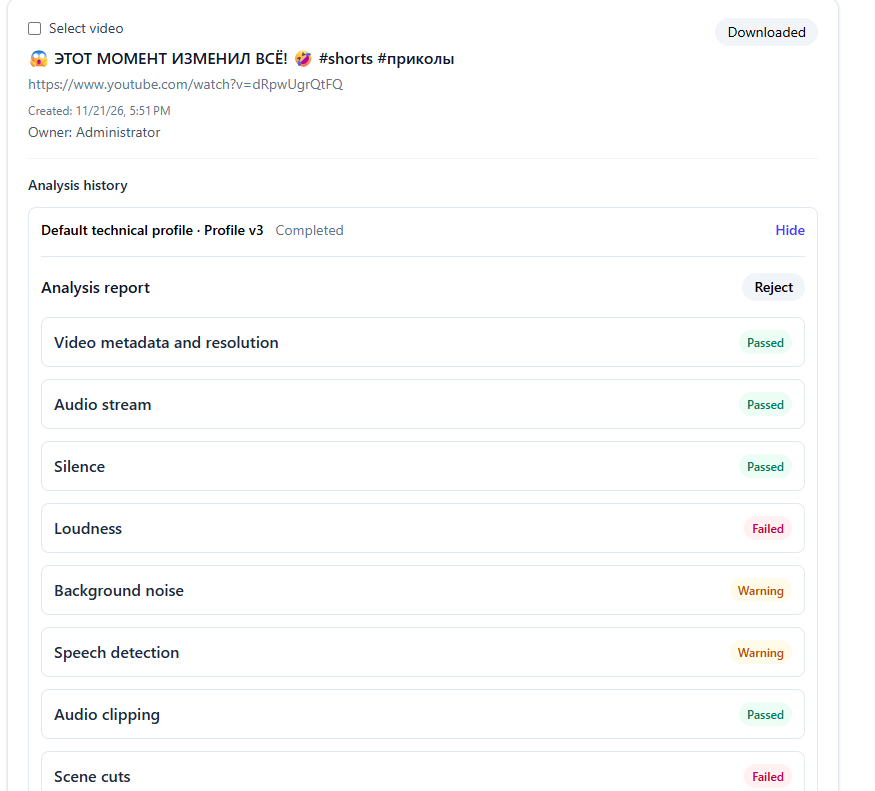 Select video
Downloaded
😱 ЭТОТ МОМЕНТ ИЗМЕНИЛ ВСЁ! 🤣 #shorts #приколы
https://www.youtube.com/watch?v=dRpwUgrQtFQ
Created: 11/21/26, 5:51 PM
Owner: Administrator
Analysis history
Default technical profile · Profile v3 Completed Hide
Analysis report Reject
Video metadata and resolution Passed
Audio stream Passed
Silence Passed
Loudness Failed
Background noise Warning
Speech detection Warning
Audio clipping Passed
Scene cuts Failed